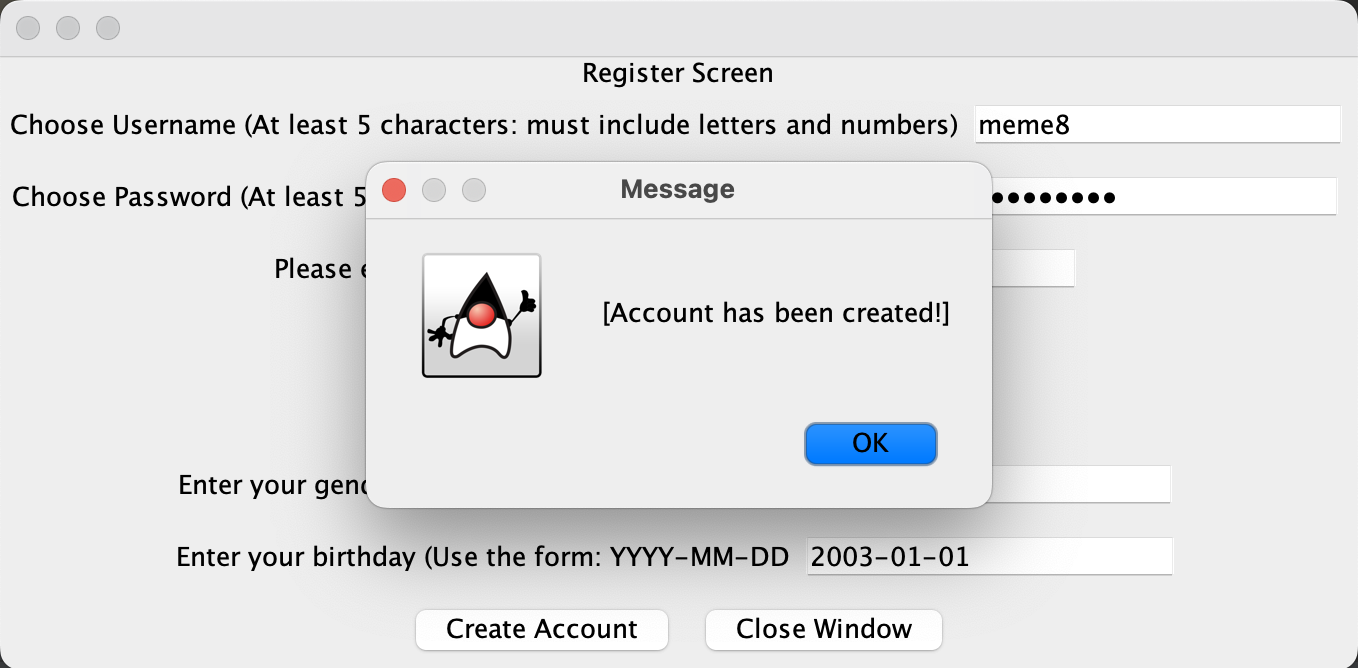 Register Screen
Choose Username (At least 5 characters: must include letters and numbers) meme8
Message
Choose Password (At least 5
Please
[Account has been created!]
OK
Enter your
Enter your birthday (Use the form: YYYY-MM-DD 2003-01-01
Create Account Close Window